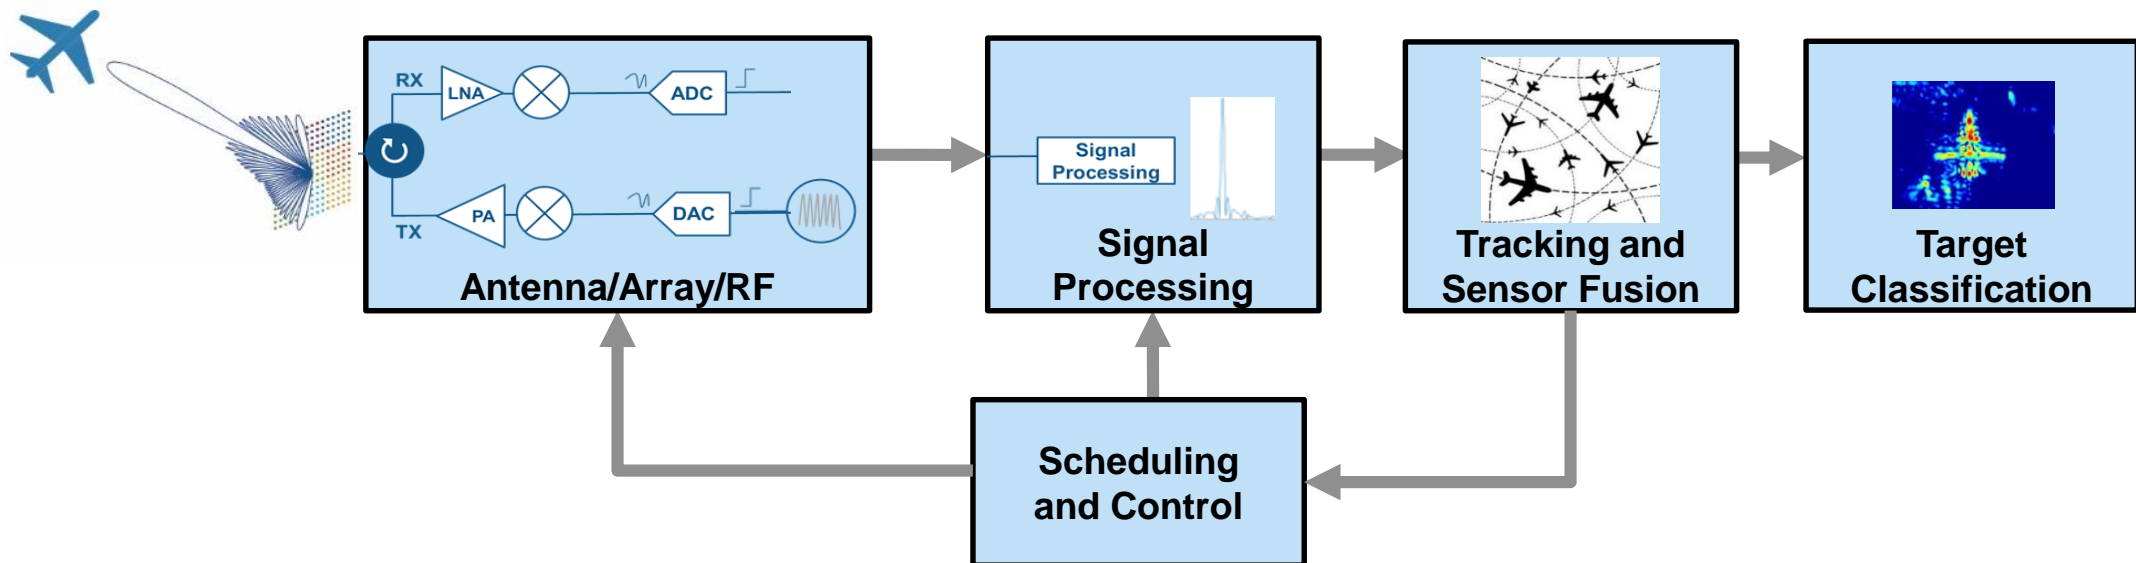 RX
LNA
ADC
PA
TX
DAC
Antenna/Array/RF
Signal
Processing
Signal
Processing
Tracking and
Sensor Fusion
Target
Classification
Scheduling
and Control